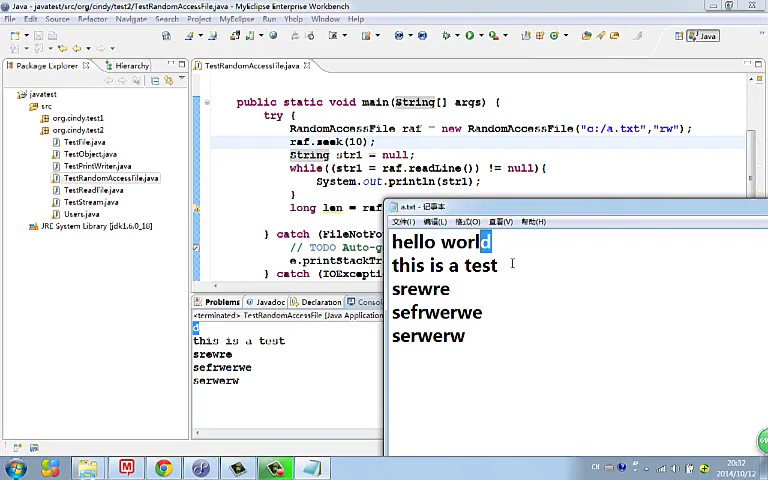 Java - javatest/src/org/cindy/test2/TestRandomAccessFile.java - MyEclipse Enterprise Workbench
File Edit Source Refactor Navigate Search Project MyEclipse Run Help Window
Java
Package Explorer Hierarchy
TestRandomAccessFile.java
javatest
src
org.cindy.test1
org.cindy.test2
TestFile.java
TestObject.java
TestPrintWriter.java
TestRandomAccessFile.java
TestReadFile.java
TestStream.java
Users.java
JRE System Library [jdk1.6.0_18]
public static void main(String[] args) {
try {
RandomAccessFile raf = new RandomAccessFile("c:/a.txt","rw");
raf.seek(10);
String str1 = null;
while((str1 = raf.readLine()) != null){
System.out.println(str1);
}
long len = raf
} catch (FileNotFo
// TODO Auto-g
e.printStackTr
} catch (IOExcepti
Problems Javadoc Declaration Console
<terminated> TestRandomAccessFile [Java Application]
d
this is a test
srewre
sefrwerwe
serwerw
a.txt - 记事本
文件(F) 编辑(E) 格式(O) 查看(V) 帮助(H)
hello world
this is a test
srewre
sefrwerwe
serwerw
CN
20:32
2014/10/12